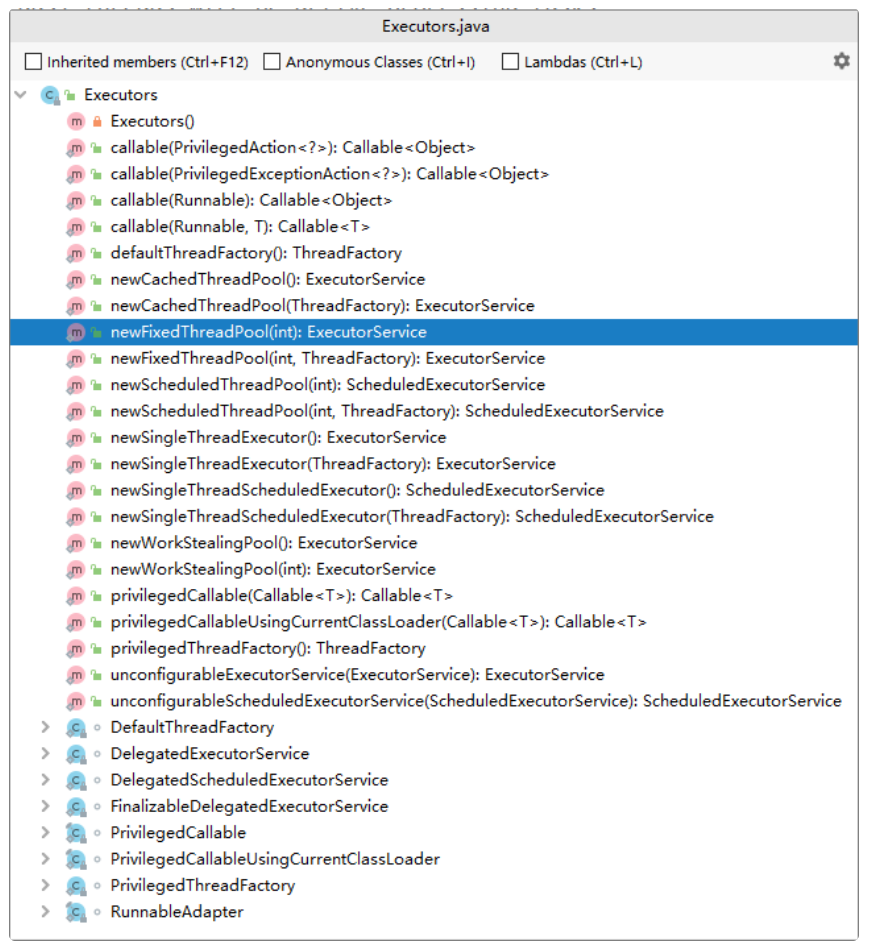 Executors.java
Inherited members (Ctrl+F12) Anonymous Classes (Ctrl+I) Lambdas (Ctrl+L)
Executors
Executors()
callable(PrivilegedAction<?>): Callable<Object>
callable(PrivilegedExceptionAction<?>): Callable<Object>
callable(Runnable): Callable<Object>
callable(Runnable, T): Callable<T>
defaultThreadFactory(): ThreadFactory
newCachedThreadPool(): ExecutorService
newCachedThreadPool(ThreadFactory): ExecutorService
newFixedThreadPool(int): ExecutorService
newFixedThreadPool(int, ThreadFactory): ExecutorService
newScheduledThreadPool(int): ScheduledExecutorService
newScheduledThreadPool(int, ThreadFactory): ScheduledExecutorService
newSingleThreadExecutor(): ExecutorService
newSingleThreadExecutor(ThreadFactory): ExecutorService
newSingleThreadScheduledExecutor(): ScheduledExecutorService
newSingleThreadScheduledExecutor(ThreadFactory): ScheduledExecutorService
newWorkStealingPool(): ExecutorService
newWorkStealingPool(int): ExecutorService
privilegedCallable(Callable<T>): Callable<T>
privilegedCallableUsingCurrentClassLoader(Callable<T>): Callable<T>
privilegedThreadFactory(): ThreadFactory
unconfigurableExecutorService(ExecutorService): ExecutorService
unconfigurableScheduledExecutorService(ScheduledExecutorService): ScheduledExecutorService
DefaultThreadFactory
DelegatedExecutorService
DelegatedScheduledExecutorService
FinalizableDelegatedExecutorService
PrivilegedCallable
PrivilegedCallableUsingCurrentClassLoader
PrivilegedThreadFactory
RunnableAdapter